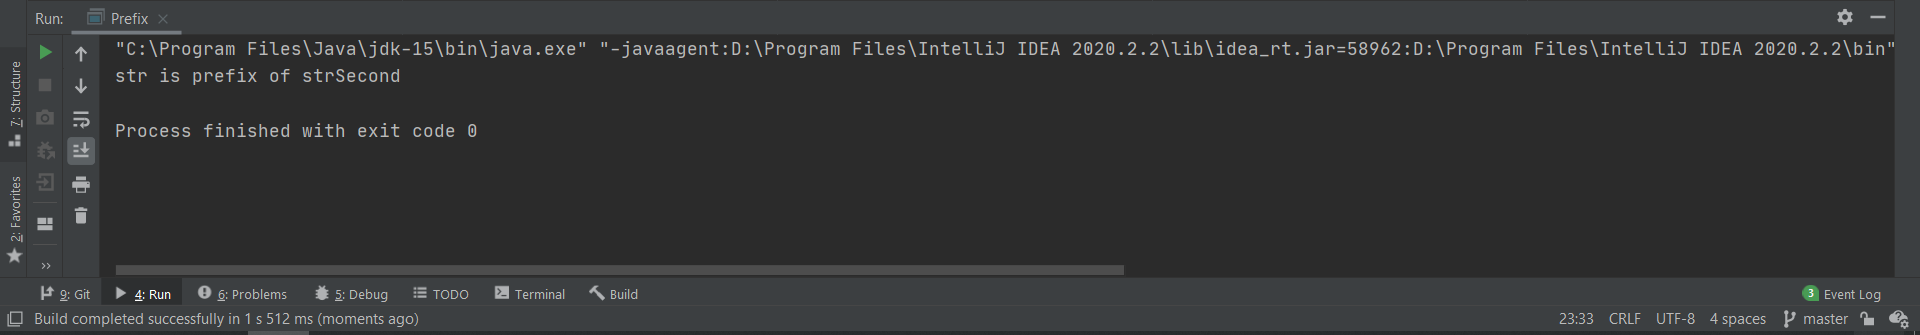 Run: Prefix
"C:\Program Files\Java\jdk-15\bin\java.exe" "-javaagent:D:\Program Files\IntelliJ IDEA 2020.2.2\lib\idea_rt.jar=58962:D:\Program Files\IntelliJ IDEA 2020.2.2\bin"
str is prefix of strSecond
Process finished with exit code 0
7: Structure
2: Favorites
9: Git 4: Run 6: Problems 5: Debug TODO Terminal Build 3 Event Log
Build completed successfully in 1 s 512 ms (moments ago) 23:33 CRLF UTF-8 4 spaces master